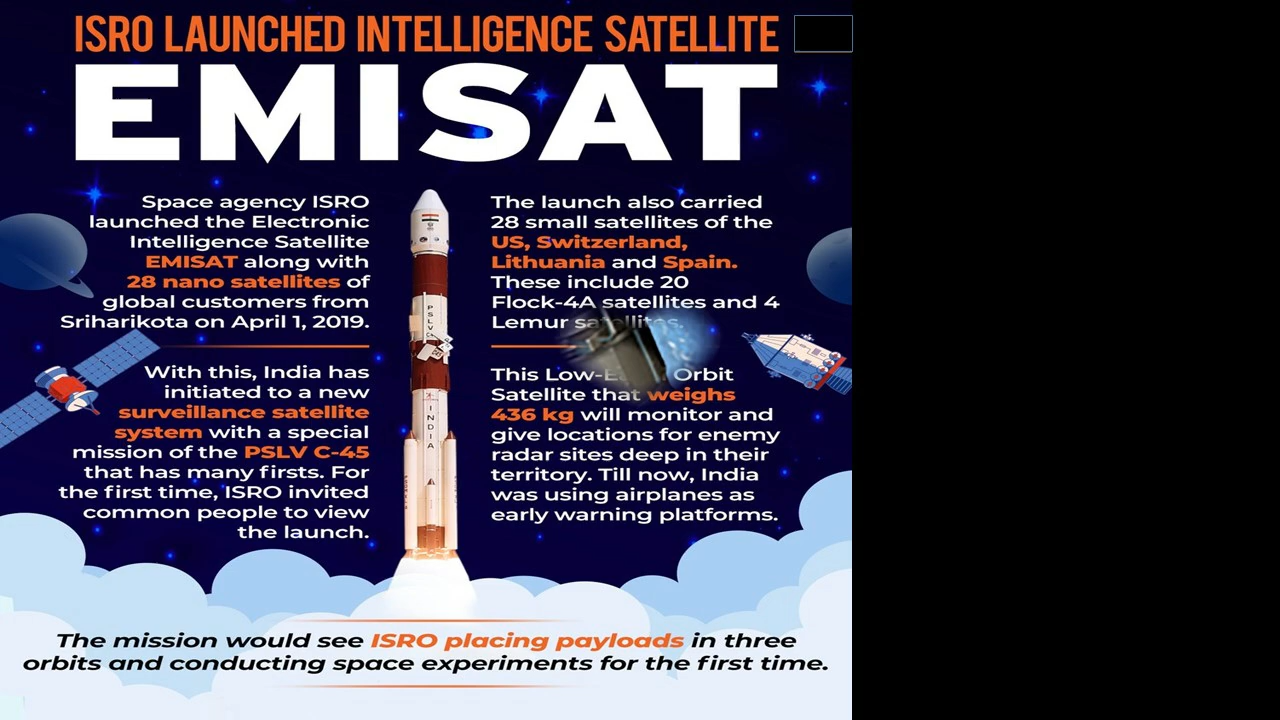 ISRO LAUNCHED INTELLIGENCE SATELLITE
EMISAT
Space agency ISRO
launched the Electronic
Intelligence Satellite
EMISAT along with
28 nano satellites of
global customers from
Sriharikota on April 1, 2019.
With this, India has
initiated to a new
surveillance satellite
system with a special
mission of the PSLV C-45
that has many firsts. For
the first time, ISRO invited
common people to view
the launch.
The launch also carried
28 small satellites of the
US, Switzerland,
Lithuania and Spain.
These include 20
Flock-4A satellites and 4
Lemur satellites.
This Orbit
Satellite that weighs
436 kg will monitor and
give locations for enemy
radar sites deep in their
territory. Till now, India
was using airplanes as
early warning platforms.
PSLV
INDIA
The mission would see ISRO placing payloads in three
orbits and conducting space experiments for the first time.